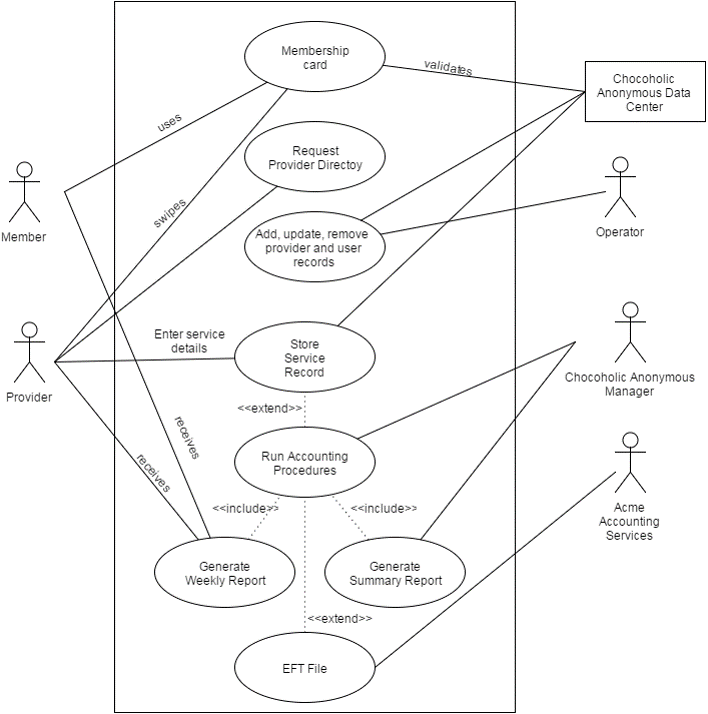 Membership
card
validates
Chocoholic
Anonymous Data
Center
uses
Request
Provider Directoy
Member
swipes
Add, update, remove
provider and user
records
Operator
Enter service
details
Store
Service
Record
Provider
Chocoholic Anonymous
Manager
<<extend>>
receives
Run Accounting
Procedures
receives
<<include>>
<<include>>
Acme
Accounting
Services
Generate
Weekly Report
Generate
Summary Report
<<extend>>
EFT File